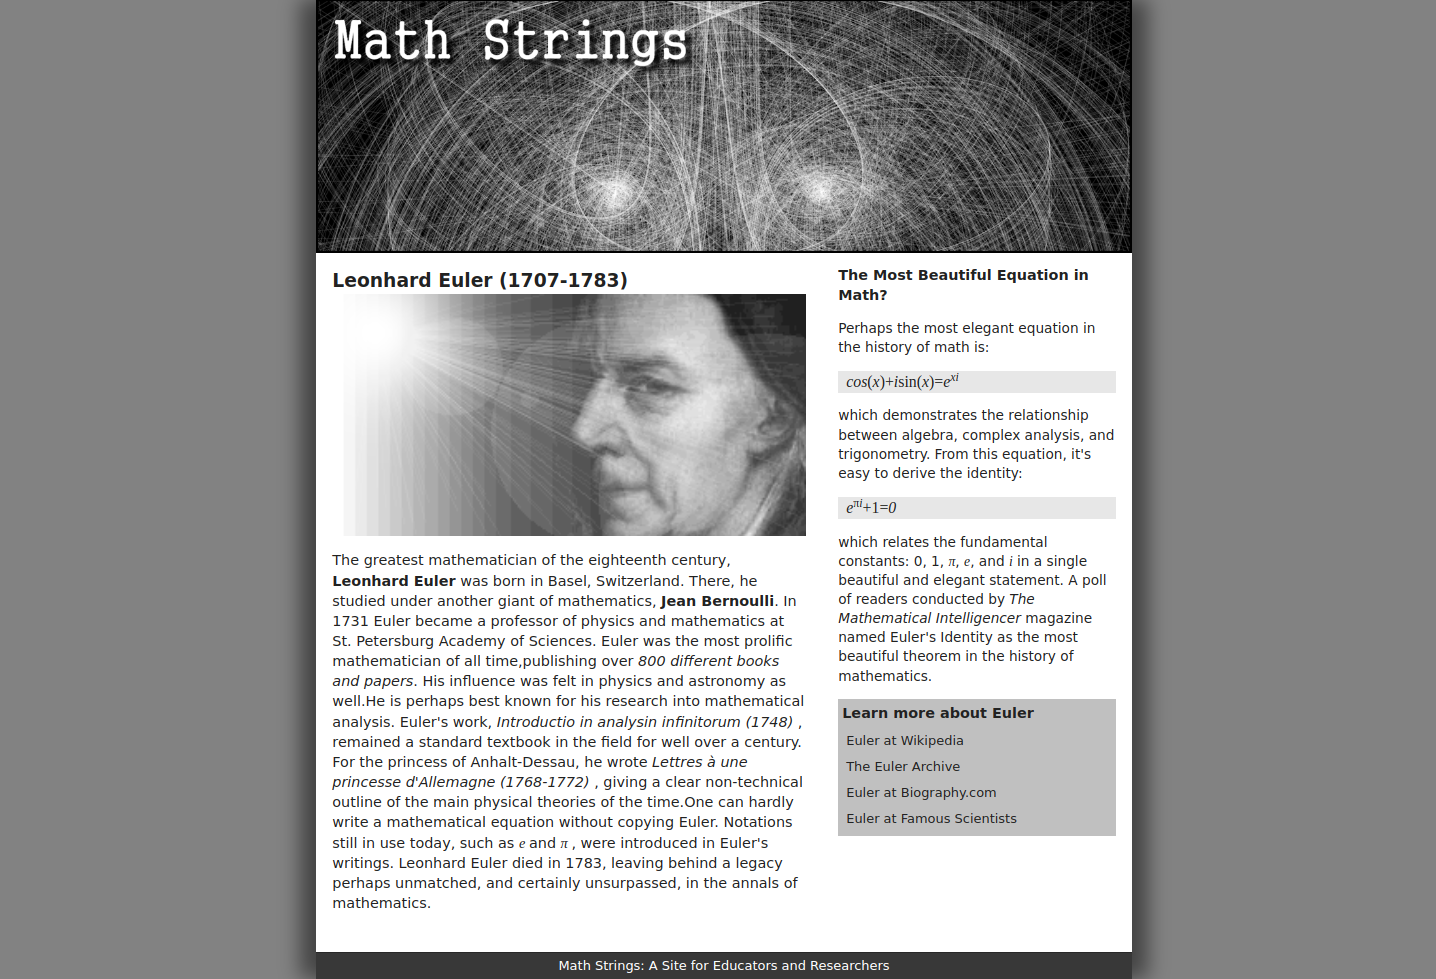 Math Strings
Leonhard Euler (1707-1783)
The greatest mathematician of the eighteenth century,
Leonhard Euler was born in Basel, Switzerland. There, he
studied under another giant of mathematics, Jean Bernoulli. In
1731 Euler became a professor of physics and mathematics at
St. Petersburg Academy of Sciences. Euler was the most prolific
mathematician of all time,publishing over 800 different books
and papers. His influence was felt in physics and astronomy as
well.He is perhaps best known for his research into mathematical
analysis. Euler's work, Introductio in analysin infinitorum (1748) ,
remained a standard textbook in the field for well over a century.
For the princess of Anhalt-Dessau, he wrote Lettres à une
princesse d'Allemagne (1768-1772) , giving a clear non-technical
outline of the main physical theories of the time.One can hardly
write a mathematical equation without copying Euler. Notations
still in use today, such as e and π , were introduced in Euler's
writings. Leonhard Euler died in 1783, leaving behind a legacy
perhaps unmatched, and certainly unsurpassed, in the annals of
mathematics.
The Most Beautiful Equation in
Math?
Perhaps the most elegant equation in
the history of math is:
cos(x)+isin(x)=e^xi
which demonstrates the relationship
between algebra, complex analysis, and
trigonometry. From this equation, it's
easy to derive the identity:
e^πi+1=0
which relates the fundamental
constants: 0, 1, π, e, and i in a single
beautiful and elegant statement. A poll
of readers conducted by The
Mathematical Intelligencer magazine
named Euler's Identity as the most
beautiful theorem in the history of
mathematics.
Learn more about Euler
Euler at Wikipedia
The Euler Archive
Euler at Biography.com
Euler at Famous Scientists
Math Strings: A Site for Educators and Researchers